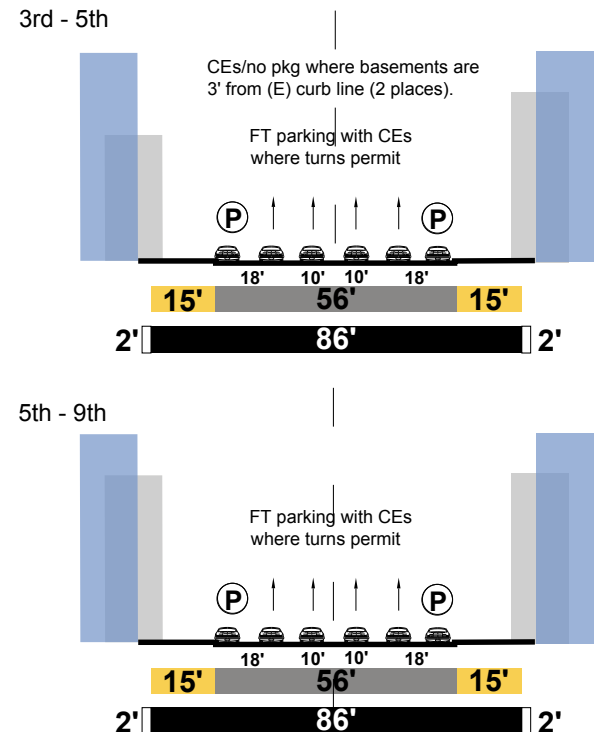 3rd - 5th
CEs/no pkg where basements are
3' from (E) curb line (2 places).
FT parking with CEs
where turns permit
P P
18' 10' 10' 18'
15' 56' 15'
2' 86' 2'
5th - 9th
FT parking with CEs
where turns permit
P P
18' 10' 10' 18'
15' 56' 15'
2' 86' 2'